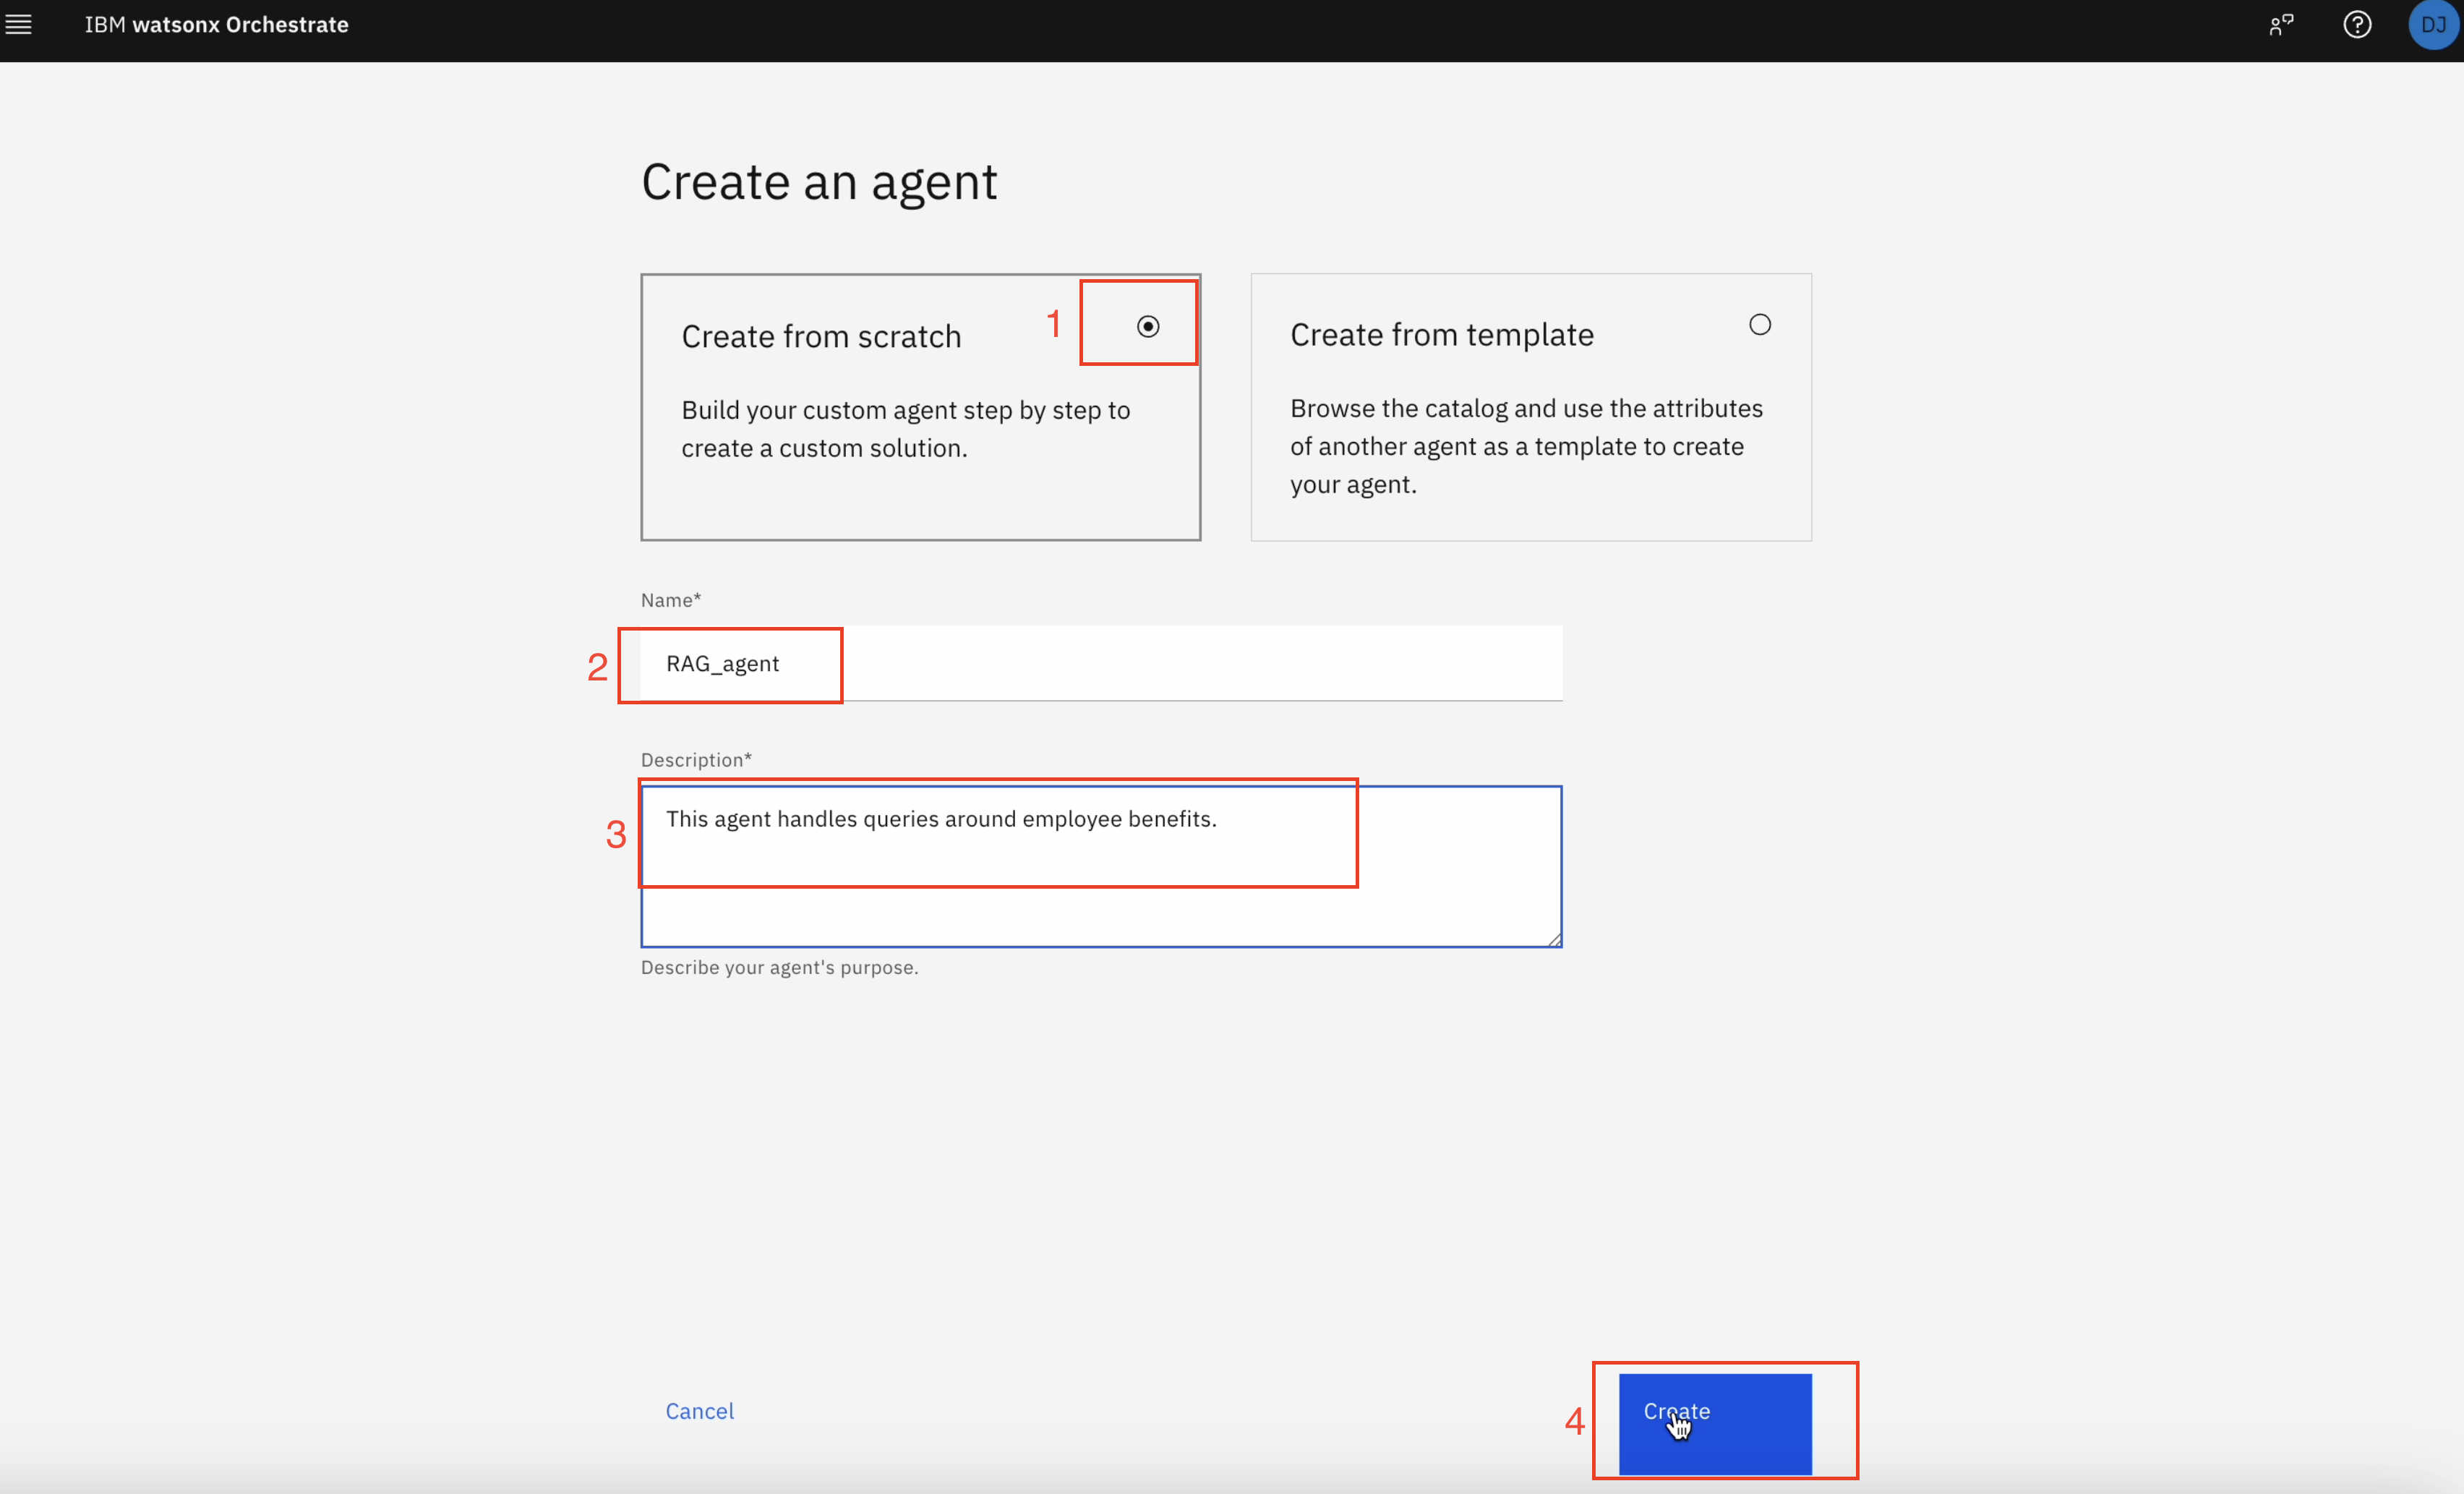 IBM watsonx Orchestrate
DJ
Create an agent
1
Create from scratch
Build your custom agent step by step to
create a custom solution.
Create from template
Browse the catalog and use the attributes
of another agent as a template to create
your agent.
Name*
2
RAG_agent
Description*
3
This agent handles queries around employee benefits.
Describe your agent's purpose.
Cancel
4
Create